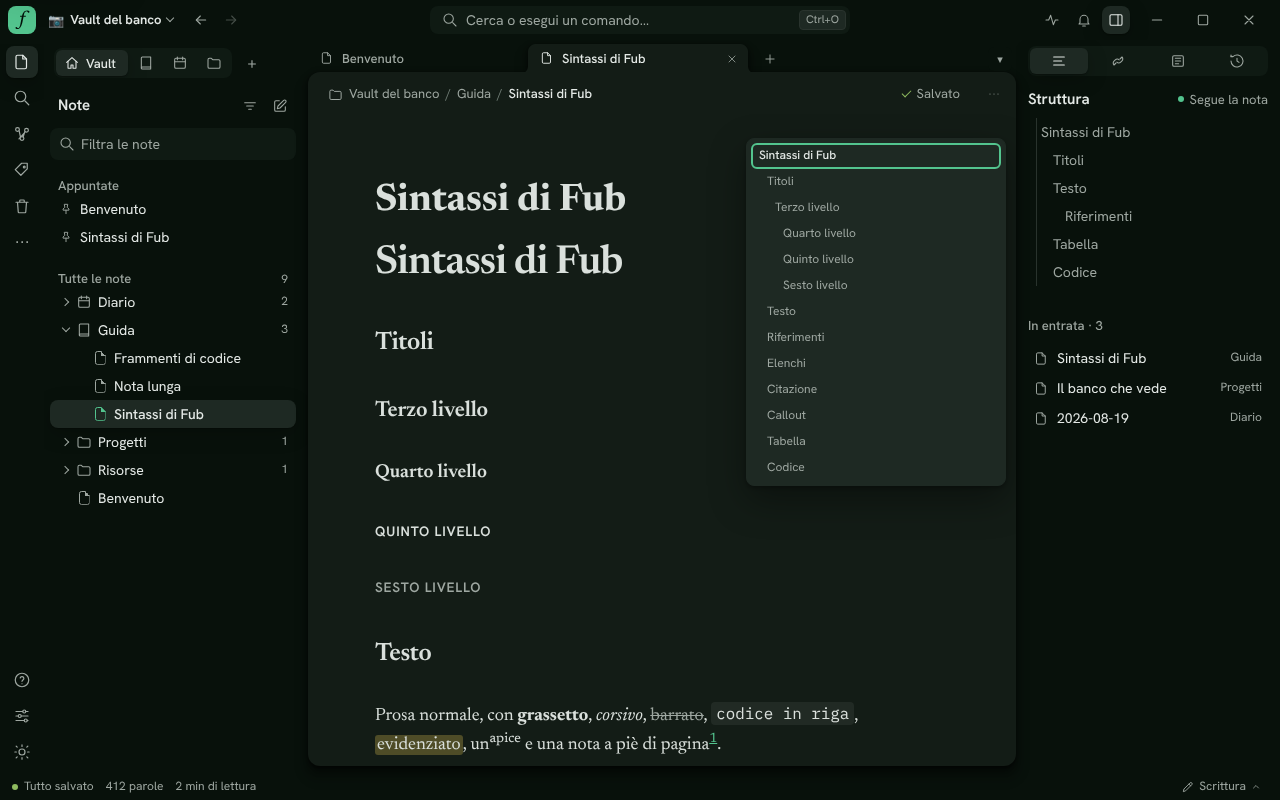 f
Vault del banco
Cerca o esegui un comando…
Ctrl+O
Vault
Note
Filtra le note
Appuntate
Benvenuto
Sintassi di Fub
Tutte le note 9
Diario 2
Guida 3
Frammenti di codice
Nota lunga
Sintassi di Fub
Progetti 1
Risorse 1
Benvenuto
Benvenuto
Sintassi di Fub
Vault del banco / Guida / Sintassi di Fub
Salvato
Sintassi di Fub
Sintassi di Fub
Titoli
Terzo livello
Quarto livello
QUINTO LIVELLO
SESTO LIVELLO
Testo
Prosa normale, con grassetto, corsivo, barrato, codice in riga,
evidenziato, unapice e una nota a piè di pagina1.
Sintassi di Fub
Titoli
Terzo livello
Quarto livello
Quinto livello
Sesto livello
Testo
Riferimenti
Elenchi
Citazione
Callout
Tabella
Codice
Struttura
Segue la nota
Sintassi di Fub
Titoli
Testo
Riferimenti
Tabella
Codice
In entrata · 3
Sintassi di Fub Guida
Il banco che vede Progetti
2026-08-19 Diario
Tutto salvato 412 parole 2 min di lettura
Scrittura